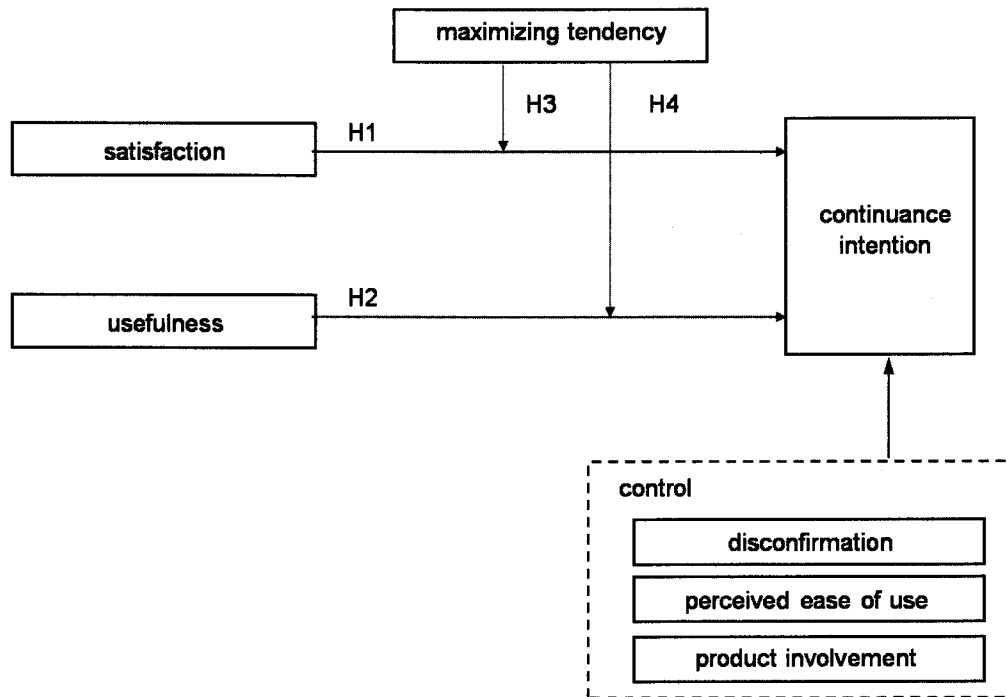 maximizing tendency
H3
H4
H1
satisfaction
continuance
intention
H2
usefulness
control
disconfirmation
perceived ease of use
product involvement